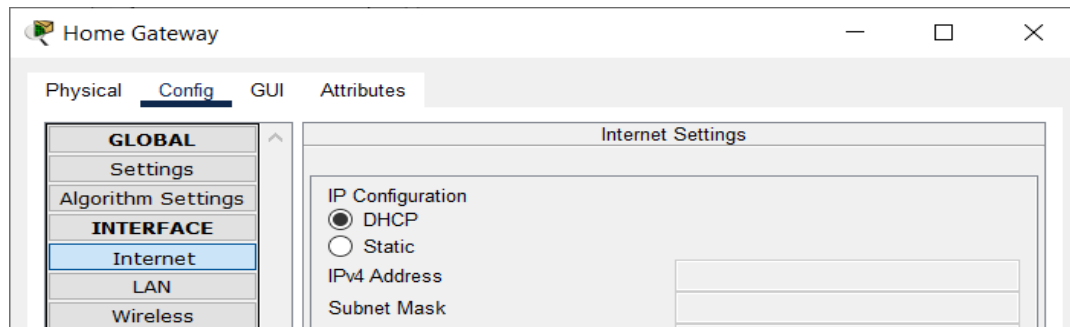 Home Gateway
Physical Config GUI Attributes
GLOBAL
Settings
Algorithm Settings
INTERFACE
Internet
LAN
Wireless
Internet Settings
IP Configuration
DHCP
Static
IPv4 Address
Subnet Mask